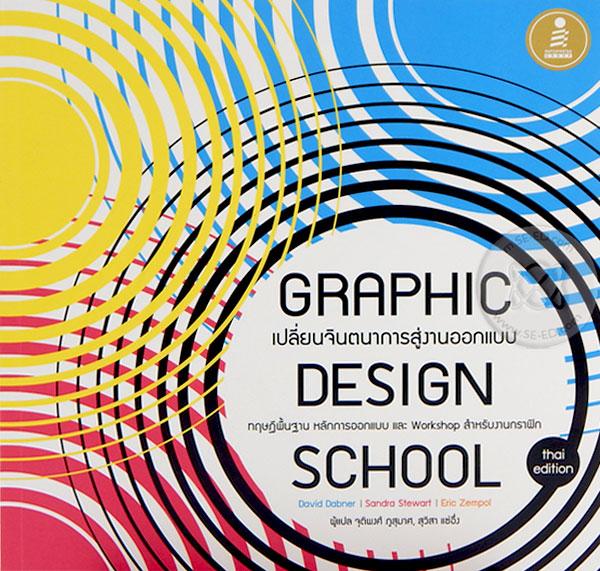 GRAPHIC
เปลี่ยนจินตนาการสู่งานออกแบบ
DESIGN
ทฤษฎีพื้นฐาน หลักการออกแบบ และ Workshop สำหรับงานกราฟิก
SCHOOL
thai
edition
David Dabner | Sandra Stewart | Eric Zempol
ผู้แปล จุติพงศ์ ภูสุมาศ, สุวิสา แซ่อึ่ง